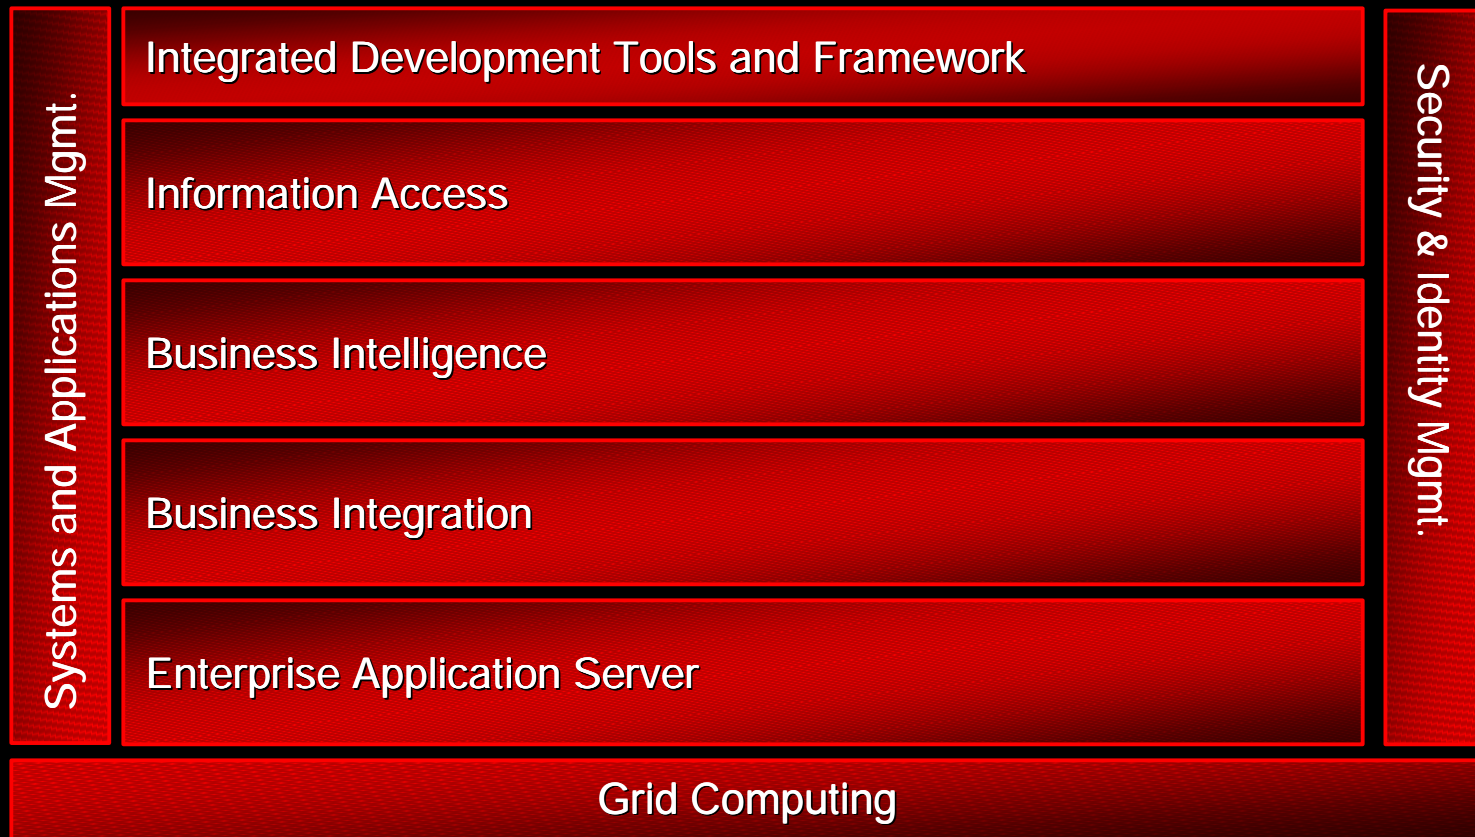 Systems and Applications Mgmt.
Integrated Development Tools and Framework
Information Access
Business Intelligence
Business Integration
Enterprise Application Server
Security & Identity Mgmt.
Grid Computing